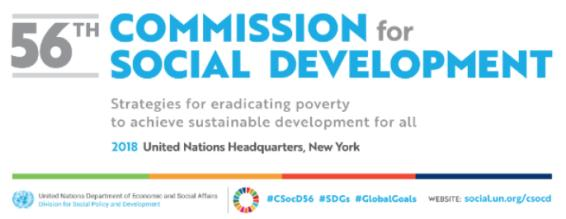 56TH COMMISSION for
SOCIAL DEVELOPMENT
Strategies for eradicating poverty
to achieve sustainable development for all
2018 United Nations Headquarters, New York
United Nations Department of Economic and Social Affairs
Division for Social Policy and Development
#CSocD56 #SDGs #GlobalGoals WEBSITE: social.un.org/csocd